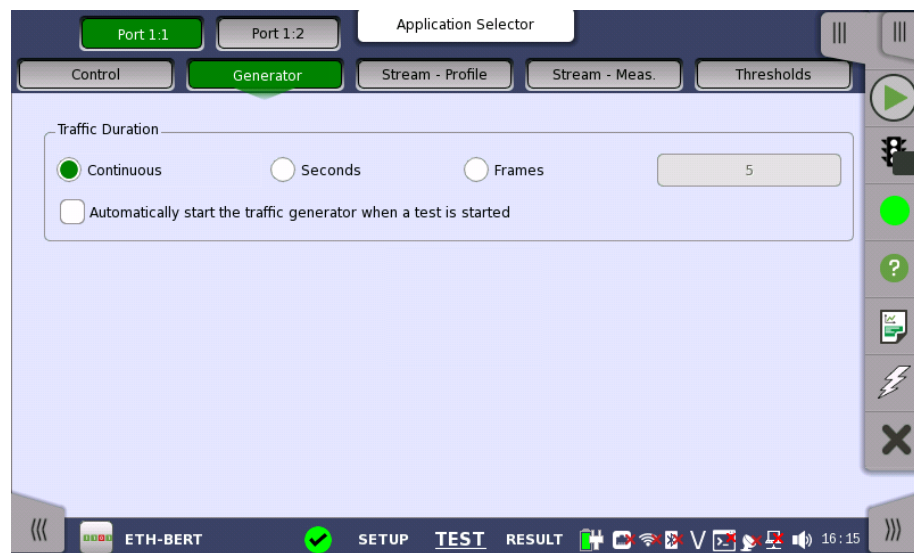 Application Selector
Port 1:1 Port 1:2
Control Generator Stream - Profile Stream - Meas. Thresholds
Traffic Duration
Continuous Seconds Frames 5
Automatically start the traffic generator when a test is started
?
ETH-BERT SETUP TEST RESULT V 16:15